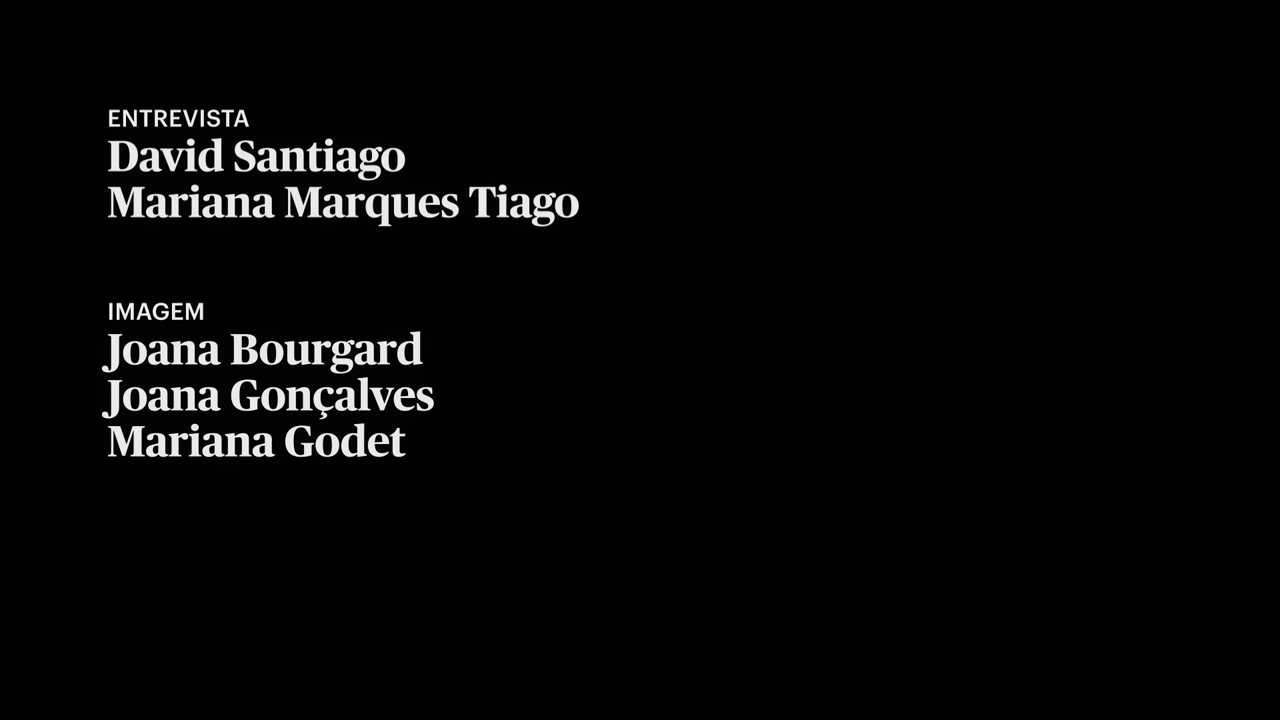 ENTREVISTA
David Santiago
Mariana Marques Tiago
IMAGEM
Joana Bourgard
Joana Gonçalves
Mariana Godet